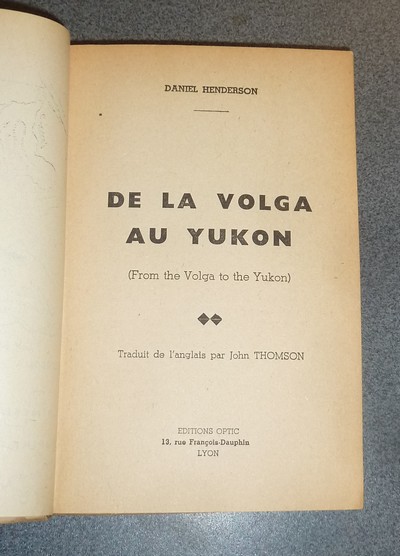 DANIEL HENDERSON
DE LA VOLGA
AU YUKON
(From the Volga to the Yukon)
Traduit de l'anglais par John THOMSON
EDITIONS OPTIC
13, rue François-Dauphin
LYON